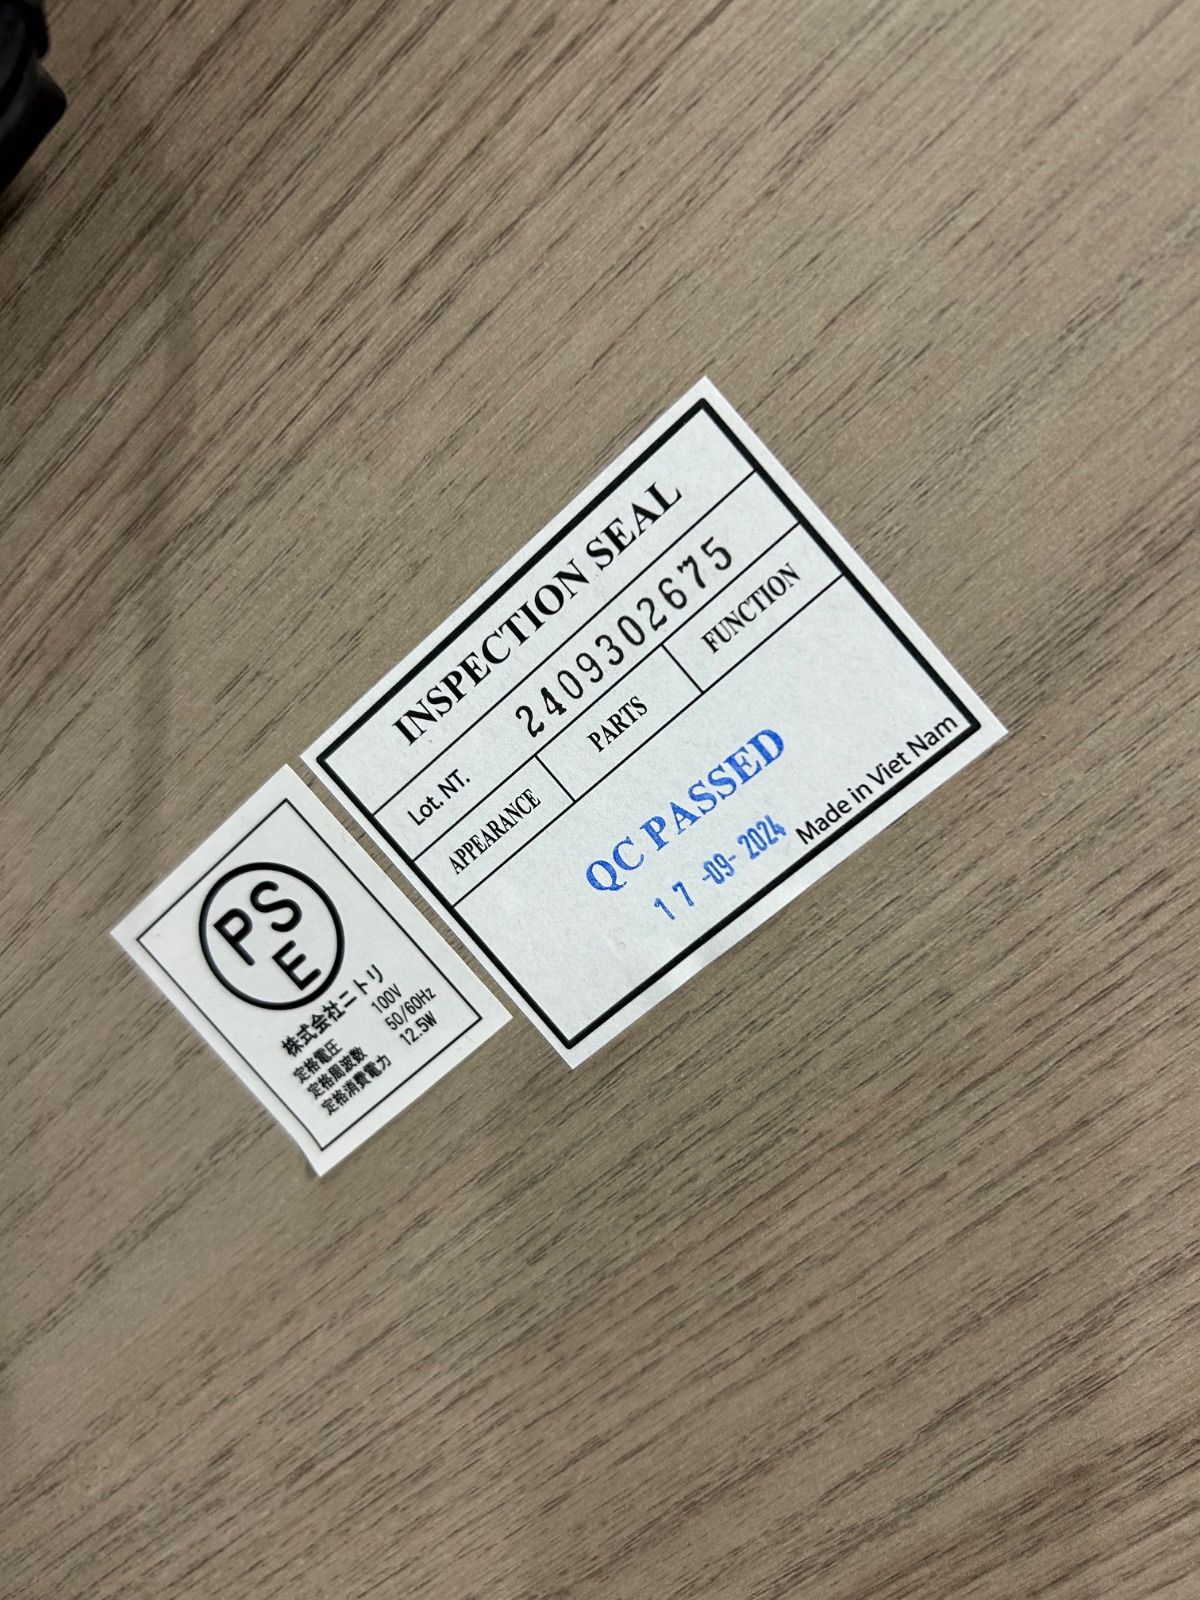 INSPECTION SEAL
Lot. NT. 2409302675
APPEARANCE PARTS FUNCTION
QC PASSED
17-09-2024
Made in Viet Nam
PS
E
株式会社ニトリ
定格電圧 100V
定格周波数 50/60Hz
定格消費電力 12.5W